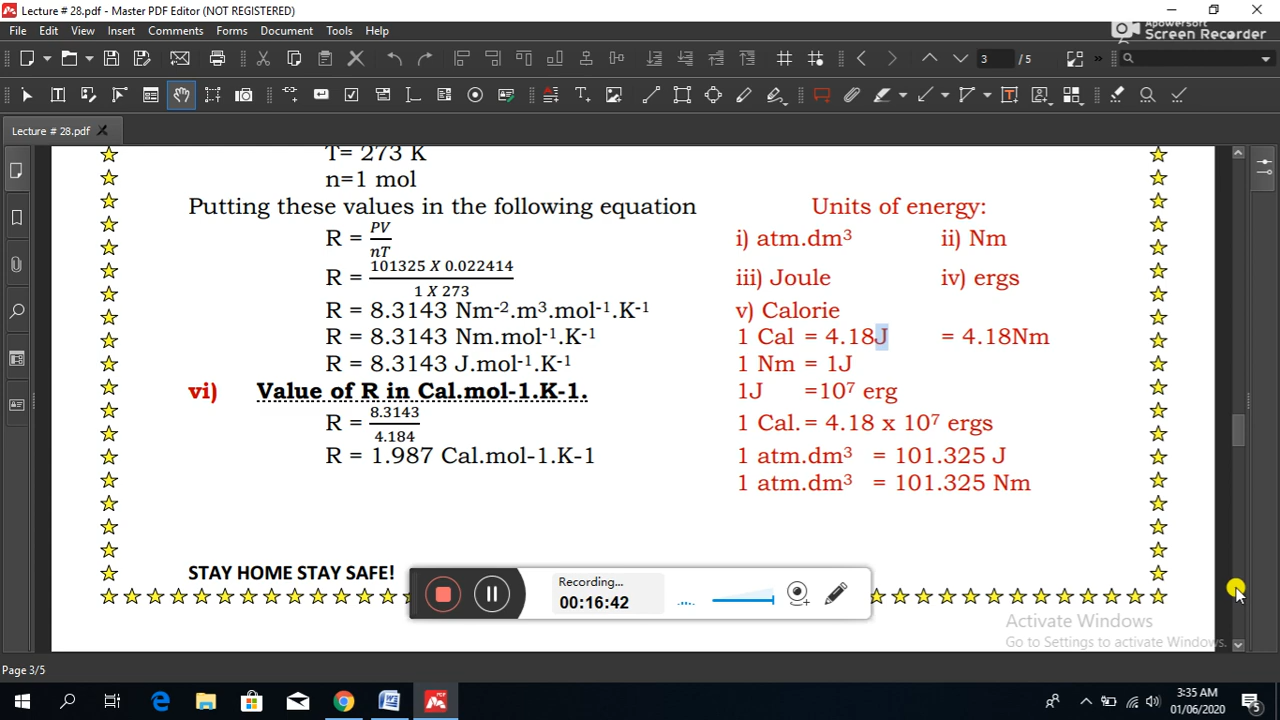 Lecture # 28.pdf - Master PDF Editor (NOT REGISTERED)
File Edit View Insert Comments Forms Document Tools Help
Apowersoft
Screen Recorder
3 / 5
Lecture # 28.pdf
T= 273 K
n=1 mol
Putting these values in the following equation
R = PV/nT
R = 101325 X 0.022414/1 X 273
R = 8.3143 Nm⁻².m³.mol⁻¹.K⁻¹
R = 8.3143 Nm.mol⁻¹.K⁻¹
R = 8.3143 J.mol⁻¹.K⁻¹
vi) Value of R in Cal.mol-1.K-1.
R = 8.3143/4.184
R = 1.987 Cal.mol-1.K-1
Units of energy:
i) atm.dm³ ii) Nm
iii) Joule iv) ergs
v) Calorie
1 Cal = 4.18J = 4.18Nm
1 Nm = 1J
1J =10⁷ erg
1 Cal. = 4.18 x 10⁷ ergs
1 atm.dm³ = 101.325 J
1 atm.dm³ = 101.325 Nm
STAY HOME STAY SAFE!
Recording...
00:16:42
Activate Windows
Go to Settings to activate Windows.
Page 3/5
3:35 AM
01/06/2020
5